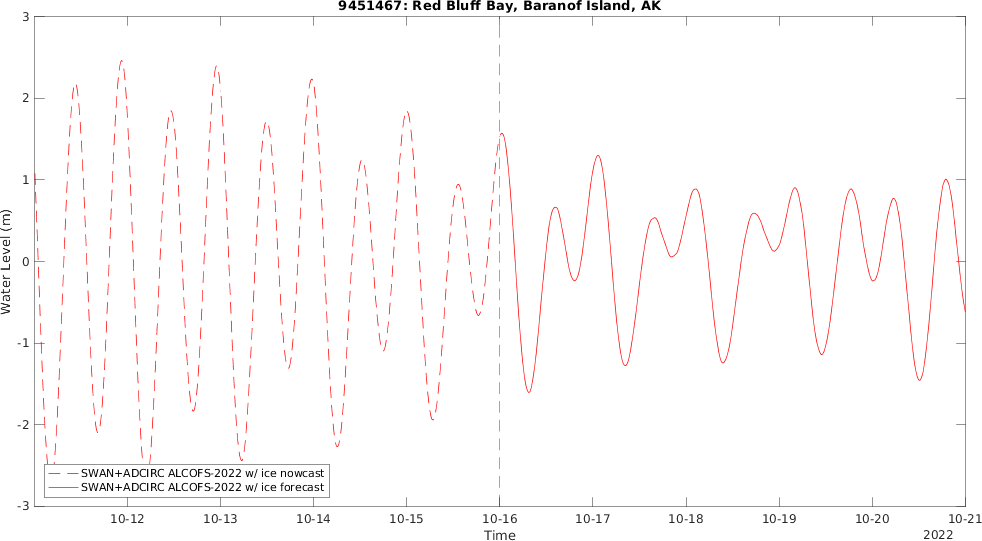 9451467: Red Bluff Bay, Baranof Island, AK
3
2
1
0
-1
-2
-3
Water Level (m)
SWAN+ADCIRC ALCOFS-2022 w/ ice nowcast
SWAN+ADCIRC ALCOFS-2022 w/ ice forecast
10-12 10-13 10-14 10-15 10-16 10-17 10-18 10-19 10-20 10-21
Time
2022